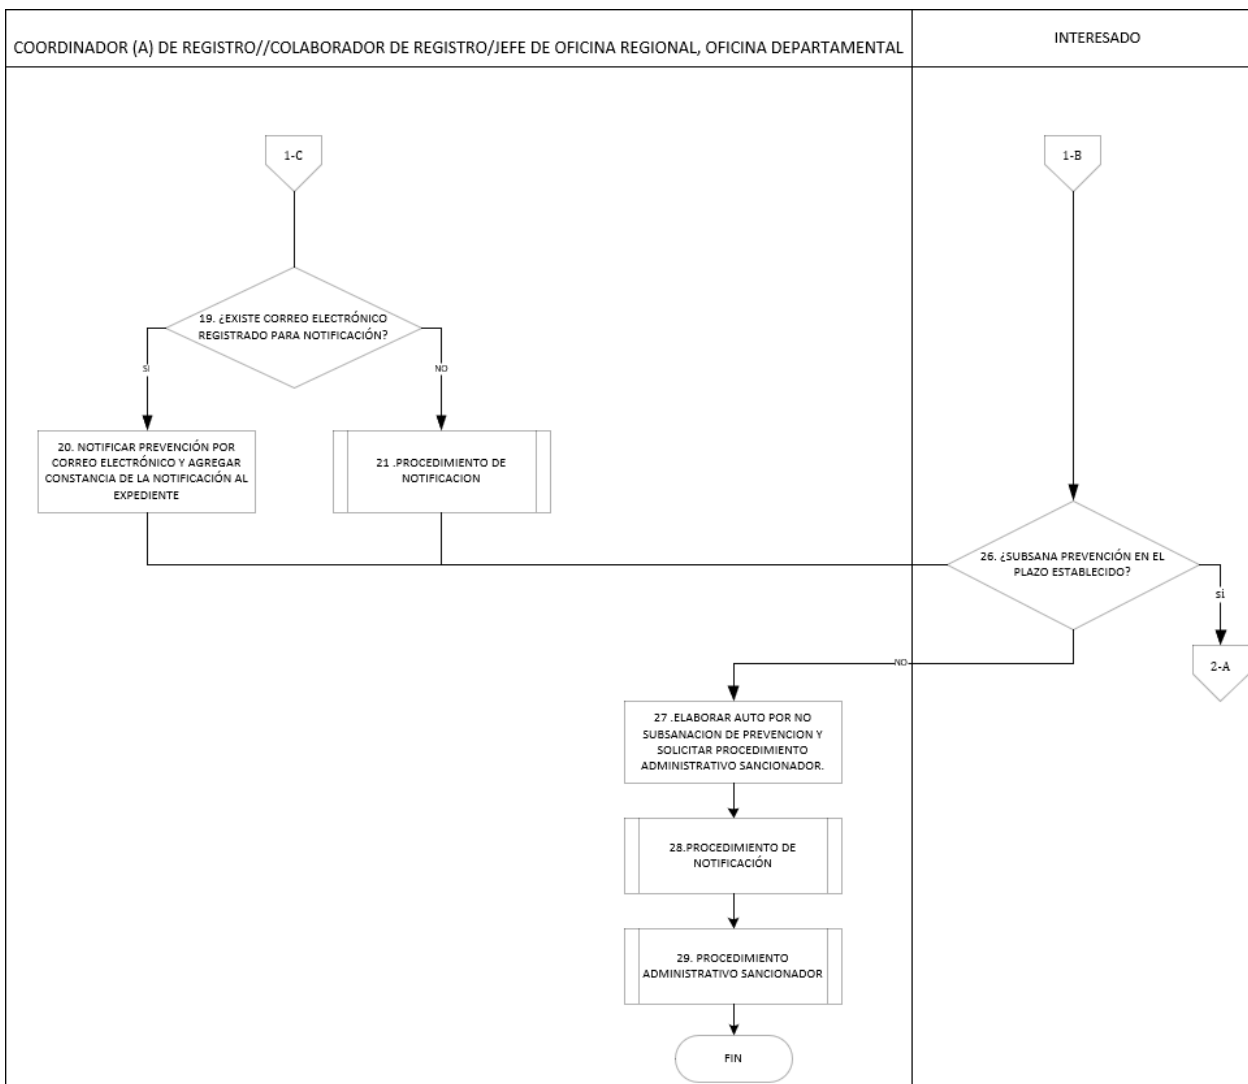 COORDINADOR (A) DE REGISTRO//COLABORADOR DE REGISTRO/JEFE DE OFICINA REGIONAL, OFICINA DEPARTAMENTAL
INTERESADO
1-C
1-B
19. ¿EXISTE CORREO ELECTRÓNICO
REGISTRADO PARA NOTIFICACIÓN?
SI
NO
20. NOTIFICAR PREVENCIÓN POR
CORREO ELECTRÓNICO Y AGREGAR
CONSTANCIA DE LA NOTIFICACIÓN AL
EXPEDIENTE
21 .PROCEDIMIENTO DE
NOTIFICACION
26. ¿SUBSANA PREVENCIÓN EN EL
PLAZO ESTABLECIDO?
si
2-A
NO
27 .ELABORAR AUTO POR NO
SUBSANACION DE PREVENCION Y
SOLICITAR PROCEDIMIENTO
ADMINISTRATIVO SANCIONADOR.
28.PROCEDIMIENTO DE
NOTIFICACIÓN
29. PROCEDIMIENTO
ADMINISTRATIVO SANCIONADOR
FIN